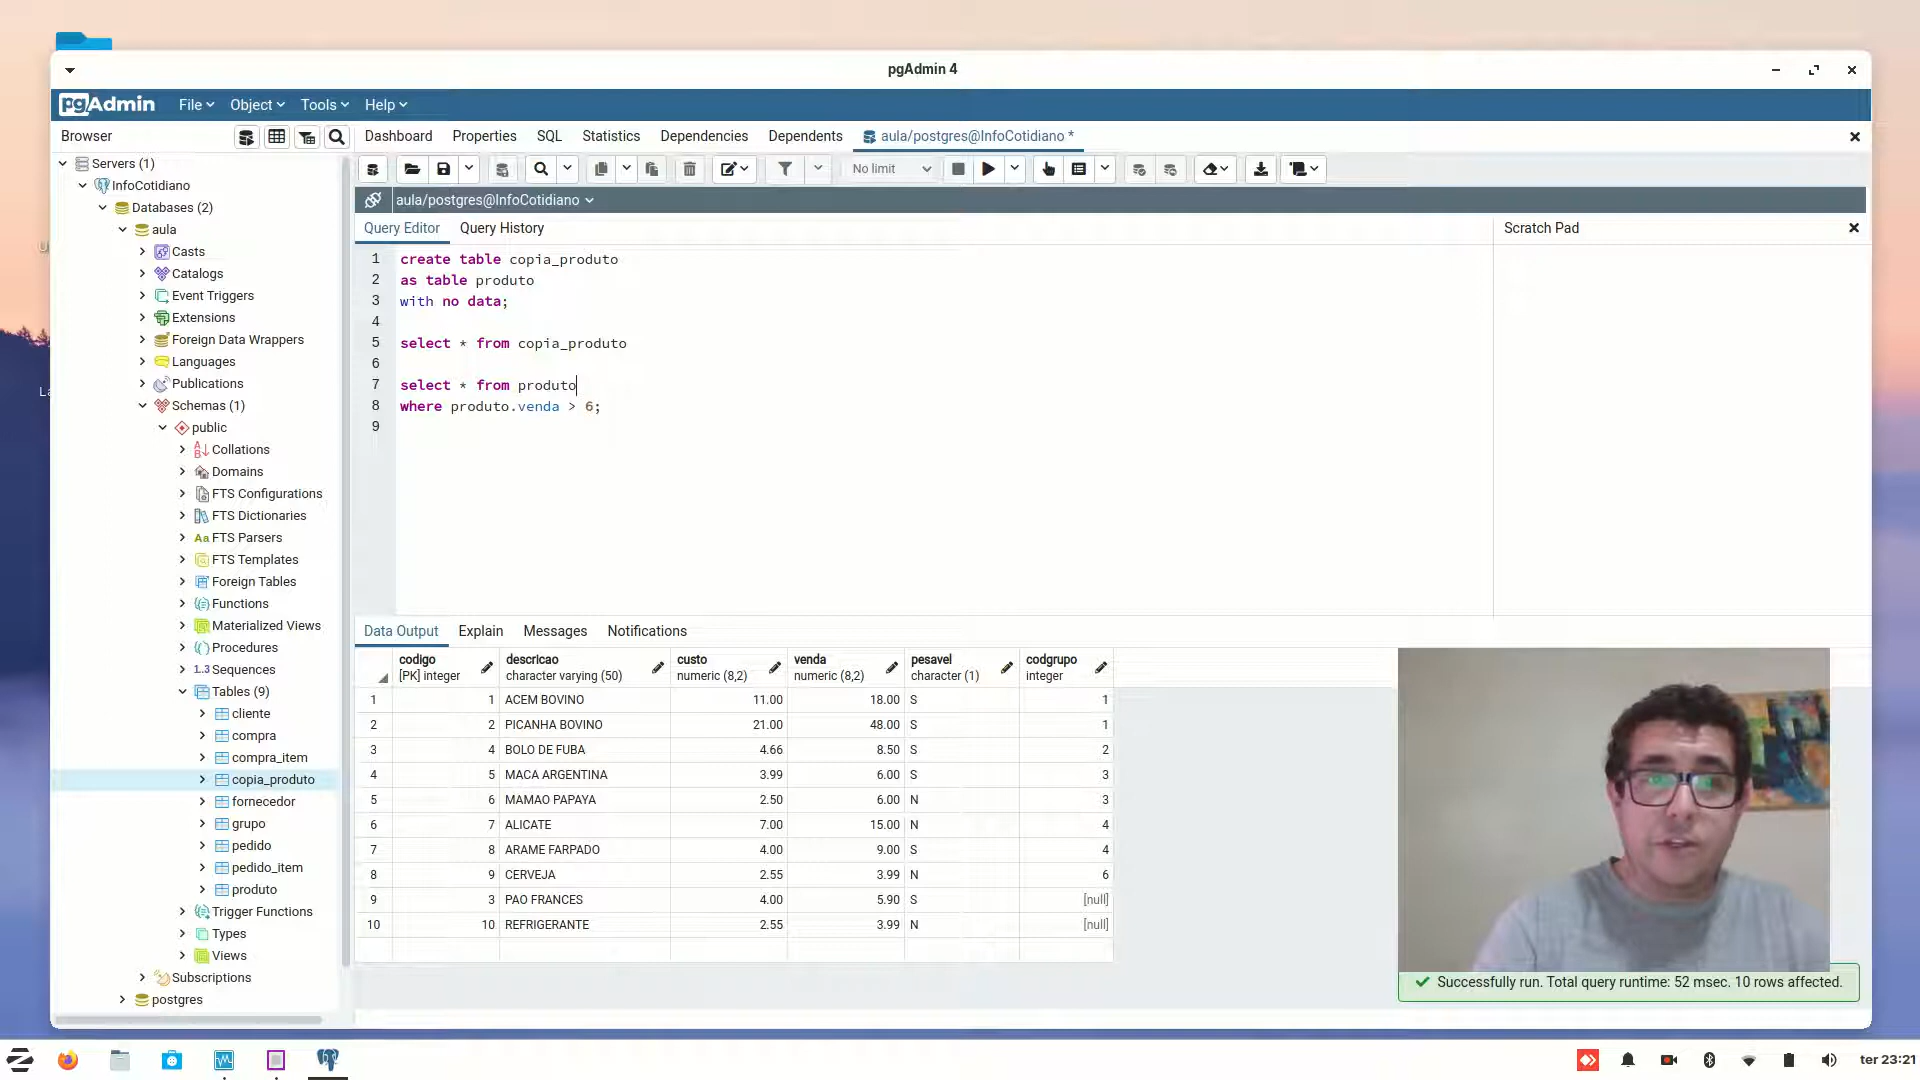 pgAdmin 4
pgAdmin File Object Tools Help
Browser
Dashboard Properties SQL Statistics Dependencies Dependents aula/postgres@InfoCotidiano *
No limit
aula/postgres@InfoCotidiano
Query Editor Query History
Scratch Pad
Servers (1)
InfoCotidiano
Databases (2)
aula
Casts
Catalogs
Event Triggers
Extensions
Foreign Data Wrappers
Languages
Publications
Schemas (1)
public
Collations
Domains
FTS Configurations
FTS Dictionaries
Aa FTS Parsers
FTS Templates
Foreign Tables
Functions
Materialized Views
Procedures
1..3 Sequences
Tables (9)
cliente
compra
compra_item
copia_produto
fornecedor
grupo
pedido
pedido_item
produto
Trigger Functions
Types
Views
Subscriptions
postgres
1 create table copia_produto
2 as table produto
3 with no data;
4
5 select * from copia_produto
6
7 select * from produto
8 where produto.venda > 6;
9
Data Output Explain Messages Notifications
codigo descricao custo venda pesavel codgrupo
[PK] integer character varying (50) numeric (8,2) numeric (8,2) character (1) integer
1 1 ACEM BOVINO 11.00 18.00 S 1
2 2 PICANHA BOVINO 21.00 48.00 S 1
3 4 BOLO DE FUBA 4.66 8.50 S 2
4 5 MACA ARGENTINA 3.99 6.00 S 3
5 6 MAMAO PAPAYA 2.50 6.00 N 3
6 7 ALICATE 7.00 15.00 N 4
7 8 ARAME FARPADO 4.00 9.00 S 4
8 9 CERVEJA 2.55 3.99 N 6
9 3 PAO FRANCES 4.00 5.90 S [null]
10 10 REFRIGERANTE 2.55 3.99 N [null]
Successfully run. Total query runtime: 52 msec. 10 rows affected.
ter 23:21